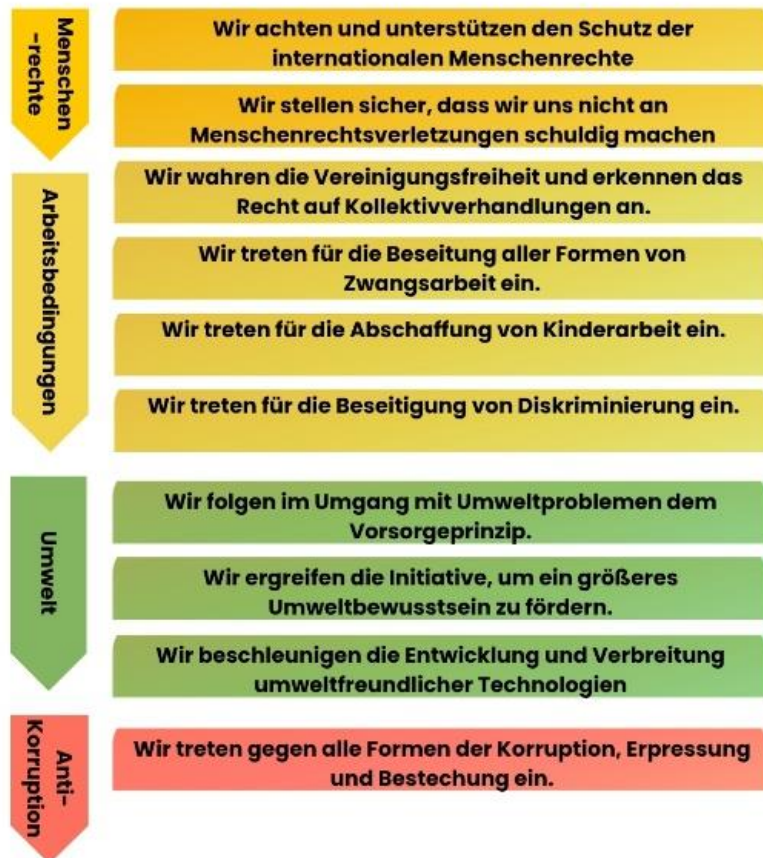 Menschen
-rechte
Wir achten und unterstützen den Schutz der
internationalen Menschenrechte
Wir stellen sicher, dass wir uns nicht an
Menschenrechtsverletzungen schuldig machen
Arbeitsbedingungen
Wir wahren die Vereinigungsfreiheit und erkennen das
Recht auf Kollektivverhandlungen an.
Wir treten für die Beseitung aller Formen von
Zwangsarbeit ein.
Wir treten für die Abschaffung von Kinderarbeit ein.
Wir treten für die Beseitigung von Diskriminierung ein.
Umwelt
Wir folgen im Umgang mit Umweltproblemen dem
Vorsorgeprinzip.
Wir ergreifen die Initiative, um ein größeres
Umweltbewusstsein zu fördern.
Wir beschleunigen die Entwicklung und Verbreitung
umweltfreundlicher Technologien
Anti-
Korruption
Wir treten gegen alle Formen der Korruption, Erpressung
und Bestechung ein.